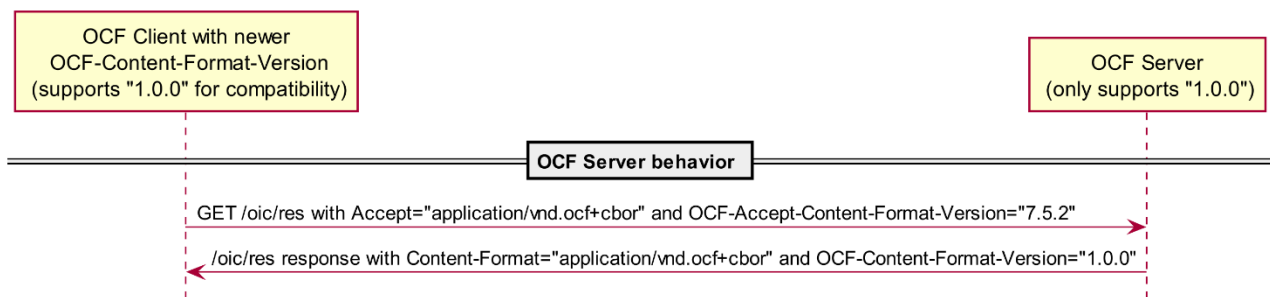 OCF Client with newer
OCF-Content-Format-Version
(supports "1.0.0" for compatibility)
OCF Server
(only supports "1.0.0")
OCF Server behavior
GET /oic/res with Accept="application/vnd.ocf+cbor" and OCF-Accept-Content-Format-Version="7.5.2"
/oic/res response with Content-Format="application/vnd.ocf+cbor" and OCF-Content-Format-Version="1.0.0"